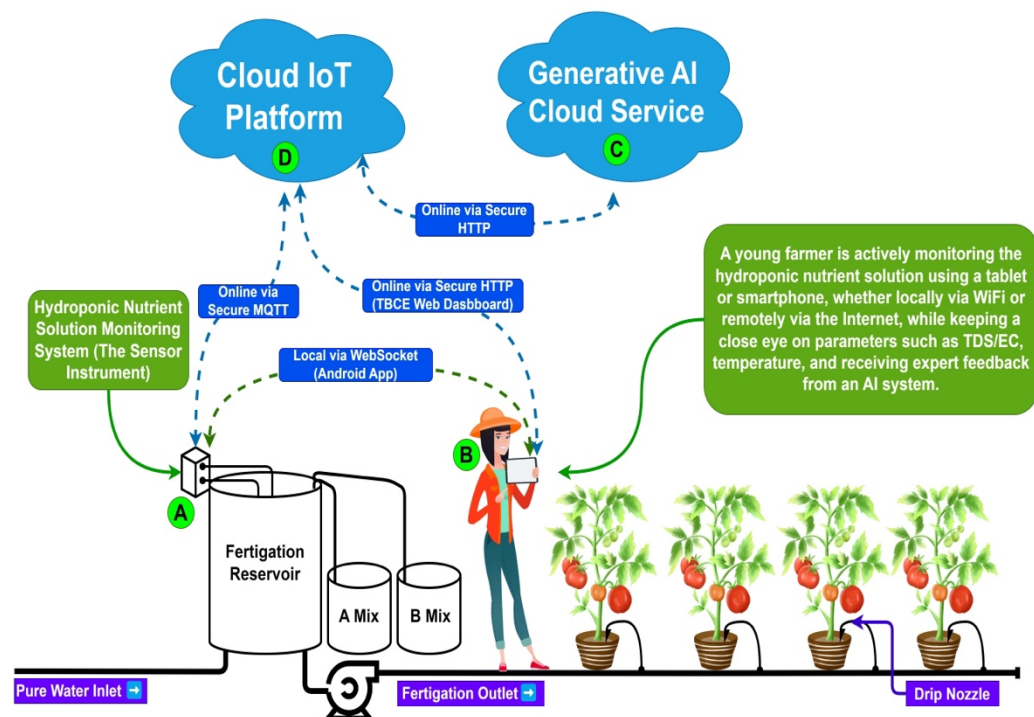 Cloud IoT
Platform
D
Generative AI
Cloud Service
C
Online via Secure
HTTP
Online via
Secure MQTT
Online via Secure HTTP
(TBCE Web Dasbboard)
Local via WebSocket
(Android App)
Hydroponic Nutrient
Solution Monitoring
System (The Sensor
Instrument)
A young farmer is actively monitoring the
hydroponic nutrient solution using a tablet
or smartphone, whether locally via WiFi or
remotely via the Internet, while keeping a
close eye on parameters such as TDS/EC,
temperature, and receiving expert feedback
from an AI system.
B
A
Fertigation
Reservoir
A Mix
B Mix
Pure Water Inlet ➡
Fertigation Outlet ➡
Drip Nozzle